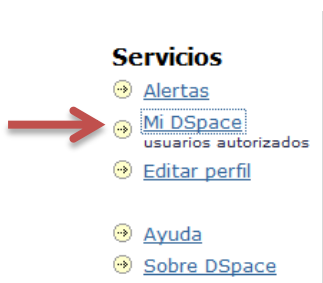 Servicios
Alertas
Mi DSpace
usuarios autorizados
Editar perfil
Ayuda
Sobre DSpace